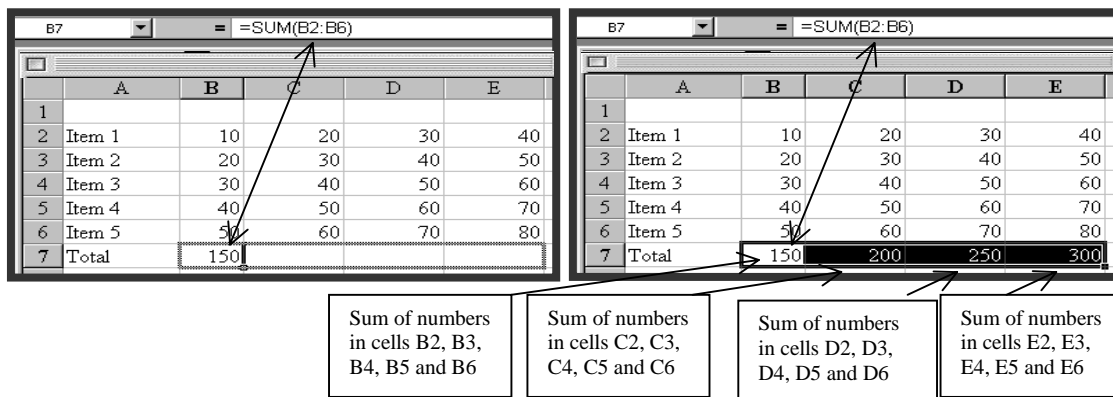 B7 = =SUM(B2:B6)
A B C D E
1
2 Item 1 10 20 30 40
3 Item 2 20 30 40 50
4 Item 3 30 40 50 60
5 Item 4 40 50 60 70
6 Item 5 50 60 70 80
7 Total 150
B7 = =SUM(B2:B6)
A B C D E
1
2 Item 1 10 20 30 40
3 Item 2 20 30 40 50
4 Item 3 30 40 50 60
5 Item 4 40 50 60 70
6 Item 5 50 60 70 80
7 Total 150 200 250 300
Sum of numbers
in cells B2, B3,
B4, B5 and B6
Sum of numbers
in cells C2, C3,
C4, C5 and C6
Sum of numbers
in cells D2, D3,
D4, D5 and D6
Sum of numbers
in cells E2, E3,
E4, E5 and E6